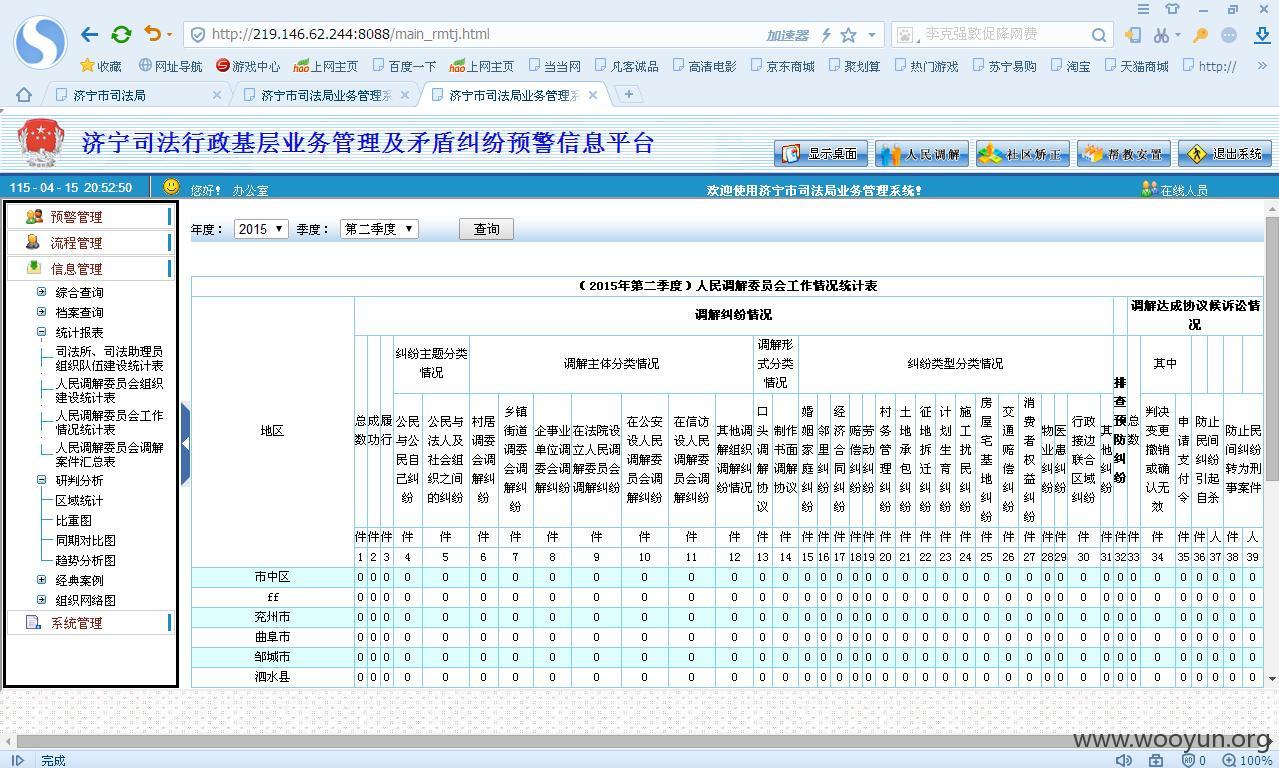 http://219.146.62.244:8088/main_rmtj.html
加速器
李克强敦促降网费
收藏 网址导航 游戏中心 上网主页 百度一下 上网主页 当当网 凡客诚品 高清电影 京东商城 聚划算 热门游戏 苏宁易购 淘宝 天猫商城 http://
济宁市司法局 济宁市司法局业务管理系 济宁市司法局业务管理系
济宁司法行政基层业务管理及矛盾纠纷预警信息平台
显示桌面 人民调解 社区矫正 帮教安置 退出系统
115-04-15 20:52:50 您好! 办公室 欢迎使用济宁市司法局业务管理系统! 在线人员
预警管理
流程管理
信息管理
综合查询
档案查询
统计报表
司法所、司法助理员
组织队伍建设统计表
人民调解委员会组织
建设统计表
人民调解委员会工作
情况统计表
人民调解委员会调解
案件汇总表
研判分析
区域统计
比重图
同期对比图
趋势分析图
经典案例
组织网络图
系统管理
年度: 2015 季度: 第二季度 查询
(2015年第二季度)人民调解委员会工作情况统计表
地区
调解纠纷情况
调解达成协议候诉讼情
况
纠纷主题分类
情况
调解主体分类情况
调解形
式分类
情况
纠纷类型分类情况
排查预防纠纷
其中
总数
成功
履行
公民
与公
民自
己纠
纷
公民与
法人及
社会组
织之间
的纠纷
村居
调委
会调
解纠
纷
乡镇
街道
调委
会调
解纠
纷
企事业
单位调
委会调
解纠纷
在法院设
立人民调
解委员会
调解纠纷
在公安
设人民
调解委
员会调
解纠纷
在信访
设人民
调解委
员会调
解纠纷
其他调
解组织
调解纠
纷情况
口头调解协议
制作
书面
调解
协议
婚姻家庭纠纷
邻里纠纷
经济合同纠纷
赔偿纠纷
劳动纠纷
村务管理纠纷
土地承包纠纷
征地拆迁纠纷
计划生育纠纷
施工扰民纠纷
房屋宅基地纠纷
交通赔偿纠纷
消费者权益纠纷
物业纠纷
医患纠纷
行政
接边
联合
区域
纠纷
其他纠纷
总数
判决
变更
撤销
或确
认无
效
申请支付令
防止
民间
纠纷
引起
自杀
防止民
间纠纷
转为刑
事案件
件 件 件 件 件 件 件 件 件 件 件 件 件 件 件 件 件 件 件 件 件 件 件 件 件 件 件 件 件 件 件 件 件 件 件 件 人 件 人
1 2 3 4 5 6 7 8 9 10 11 12 13 14 15 16 17 18 19 20 21 22 23 24 25 26 27 28 29 30 31 32 33 34 35 36 37 38 39
市中区 0 0 0 0 0 0 0 0 0 0 0 0 0 0 0 0 0 0 0 0 0 0 0 0 0 0 0 0 0 0 0 0 0 0 0 0 0 0 0
ff 0 0 0 0 0 0 0 0 0 0 0 0 0 0 0 0 0 0 0 0 0 0 0 0 0 0 0 0 0 0 0 0 0 0 0 0 0 0 0
兖州市 0 0 0 0 0 0 0 0 0 0 0 0 0 0 0 0 0 0 0 0 0 0 0 0 0 0 0 0 0 0 0 0 0 0 0 0 0 0 0
曲阜市 0 0 0 0 0 0 0 0 0 0 0 0 0 0 0 0 0 0 0 0 0 0 0 0 0 0 0 0 0 0 0 0 0 0 0 0 0 0 0
邹城市 0 0 0 0 0 0 0 0 0 0 0 0 0 0 0 0 0 0 0 0 0 0 0 0 0 0 0 0 0 0 0 0 0 0 0 0 0 0 0
泗水县 0 0 0 0 0 0 0 0 0 0 0 0 0 0 0 0 0 0 0 0 0 0 0 0 0 0 0 0 0 0 0 0 0 0 0 0 0 0 0
www.wooyun.org
完成 0 100%